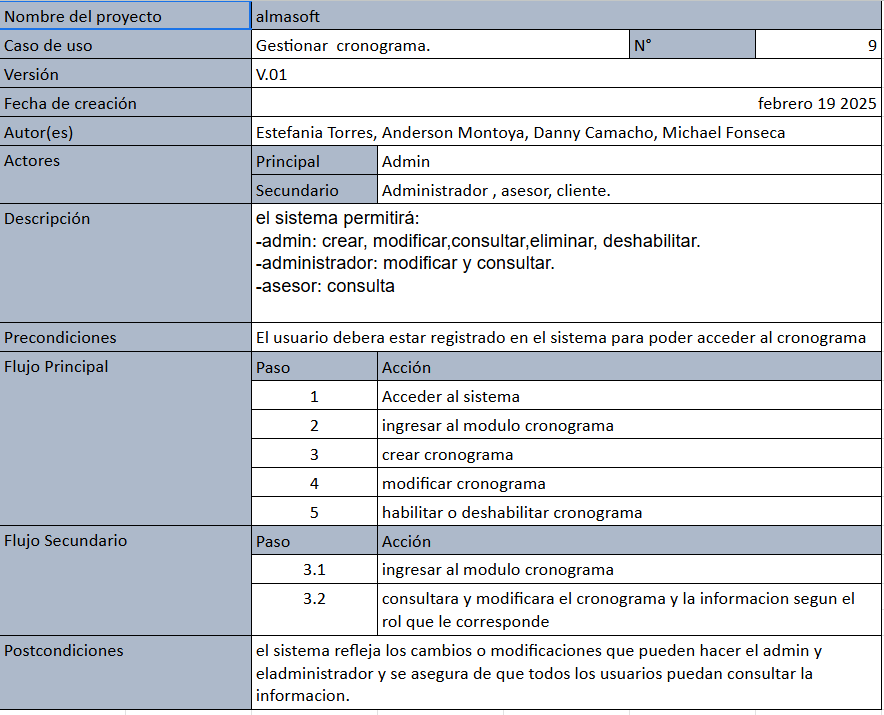 Nombre del proyecto almasoft
Caso de uso Gestionar cronograma. N° 9
Versión V.01
Fecha de creación febrero 19 2025
Autor(es) Estefania Torres, Anderson Montoya, Danny Camacho, Michael Fonseca
Actores Principal Admin
Secundario Administrador , asesor, cliente.
Descripción el sistema permitirá:
-admin: crear, modificar,consultar,eliminar, deshabilitar.
-administrador: modificar y consultar.
-asesor: consulta
Precondiciones El usuario debera estar registrado en el sistema para poder acceder al cronograma
Flujo Principal Paso Acción
1 Acceder al sistema
2 ingresar al modulo cronograma
3 crear cronograma
4 modificar cronograma
5 habilitar o deshabilitar cronograma
Flujo Secundario Paso Acción
3.1 ingresar al modulo cronograma
3.2 consultara y modificara el cronograma y la informacion segun el
rol que le corresponde
Postcondiciones el sistema refleja los cambios o modificaciones que pueden hacer el admin y
eladministrador y se asegura de que todos los usuarios puedan consultar la
informacion.